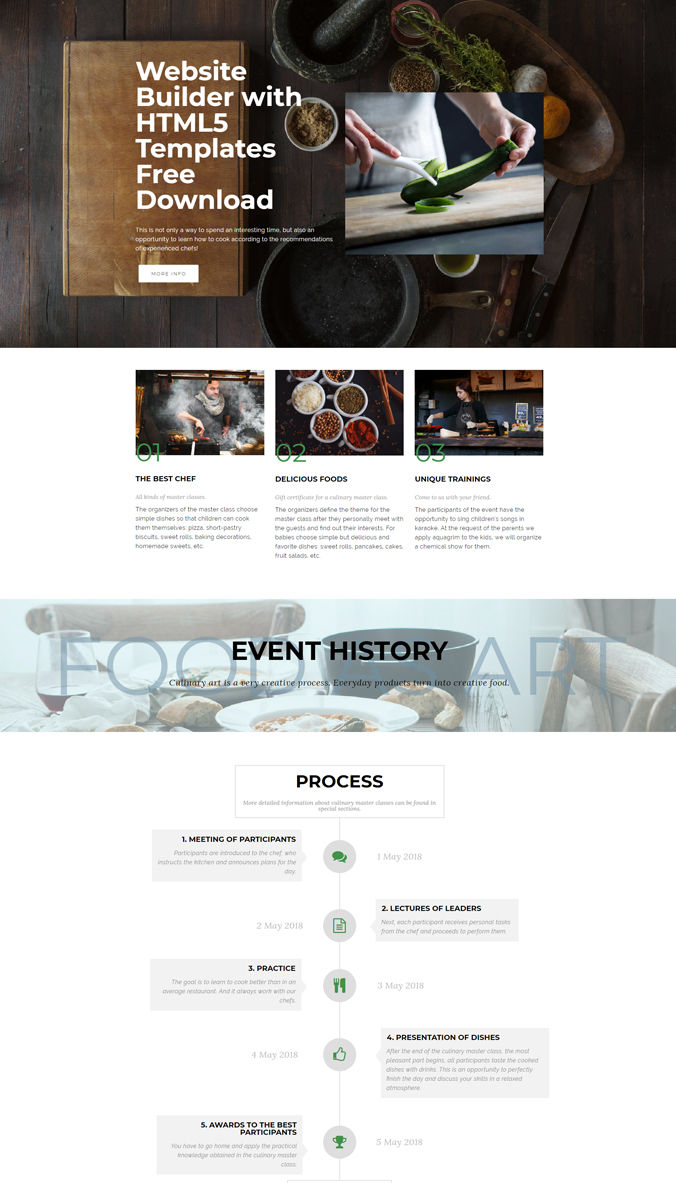 Website
Builder with
HTML5
Templates
Free
Download
This is not only a way to spend an interesting time, but also an
opportunity to learn how to cook according to the recommendations
of experienced chefs!
MORE INFO
01
02
03
THE BEST CHEF
All kinds of master classes.
The organizers of the master class choose
simple dishes so that children can cook
them themselves: pizza, short-pastry
biscuits, sweet rolls, baking decorations,
homemade sweets, etc.
DELICIOUS FOODS
Gift certificate for a culinary master class.
The organizers define the theme for the
master class after they personally meet with
the guests and find out their interests. For
babies choose simple but delicious and
favorite dishes: sweet rolls, pancakes, cakes,
fruit salads, etc.
UNIQUE TRAININGS
Come to us with your friend.
The participants of the event have the
opportunity to sing children's songs in
karaoke. At the request of the parents we
apply aquagrim to the kids, we will organize
a chemical show for them.
FOOD ART
EVENT HISTORY
Culinary art is a very creative process. Everyday products turn into creative food.
PROCESS
More detailed information about culinary master classes can be found in
special sections.
1. MEETING OF PARTICIPANTS
Participants are introduced to the chef, who
instructs the kitchen and announces plans for the
day.
1 May 2018
2. LECTURES OF LEADERS
Next, each participant receives personal tasks
from the chef and proceeds to perform them.
2 May 2018
3. PRACTICE
The goal is to learn to cook better than in an
average restaurant. And it always work with our
chefs.
3 May 2018
4. PRESENTATION OF DISHES
After the end of the culinary master class, the most
pleasant part begins, all participants taste the cooked
dishes with drinks. This is an opportunity to perfectly
finish the day and discuss your skills in a relaxed
atmosphere.
4 May 2018
5. AWARDS TO THE BEST
PARTICIPANTS
You have to go home and apply the practical
knowledge obtained in the culinary master
class.
5 May 2018